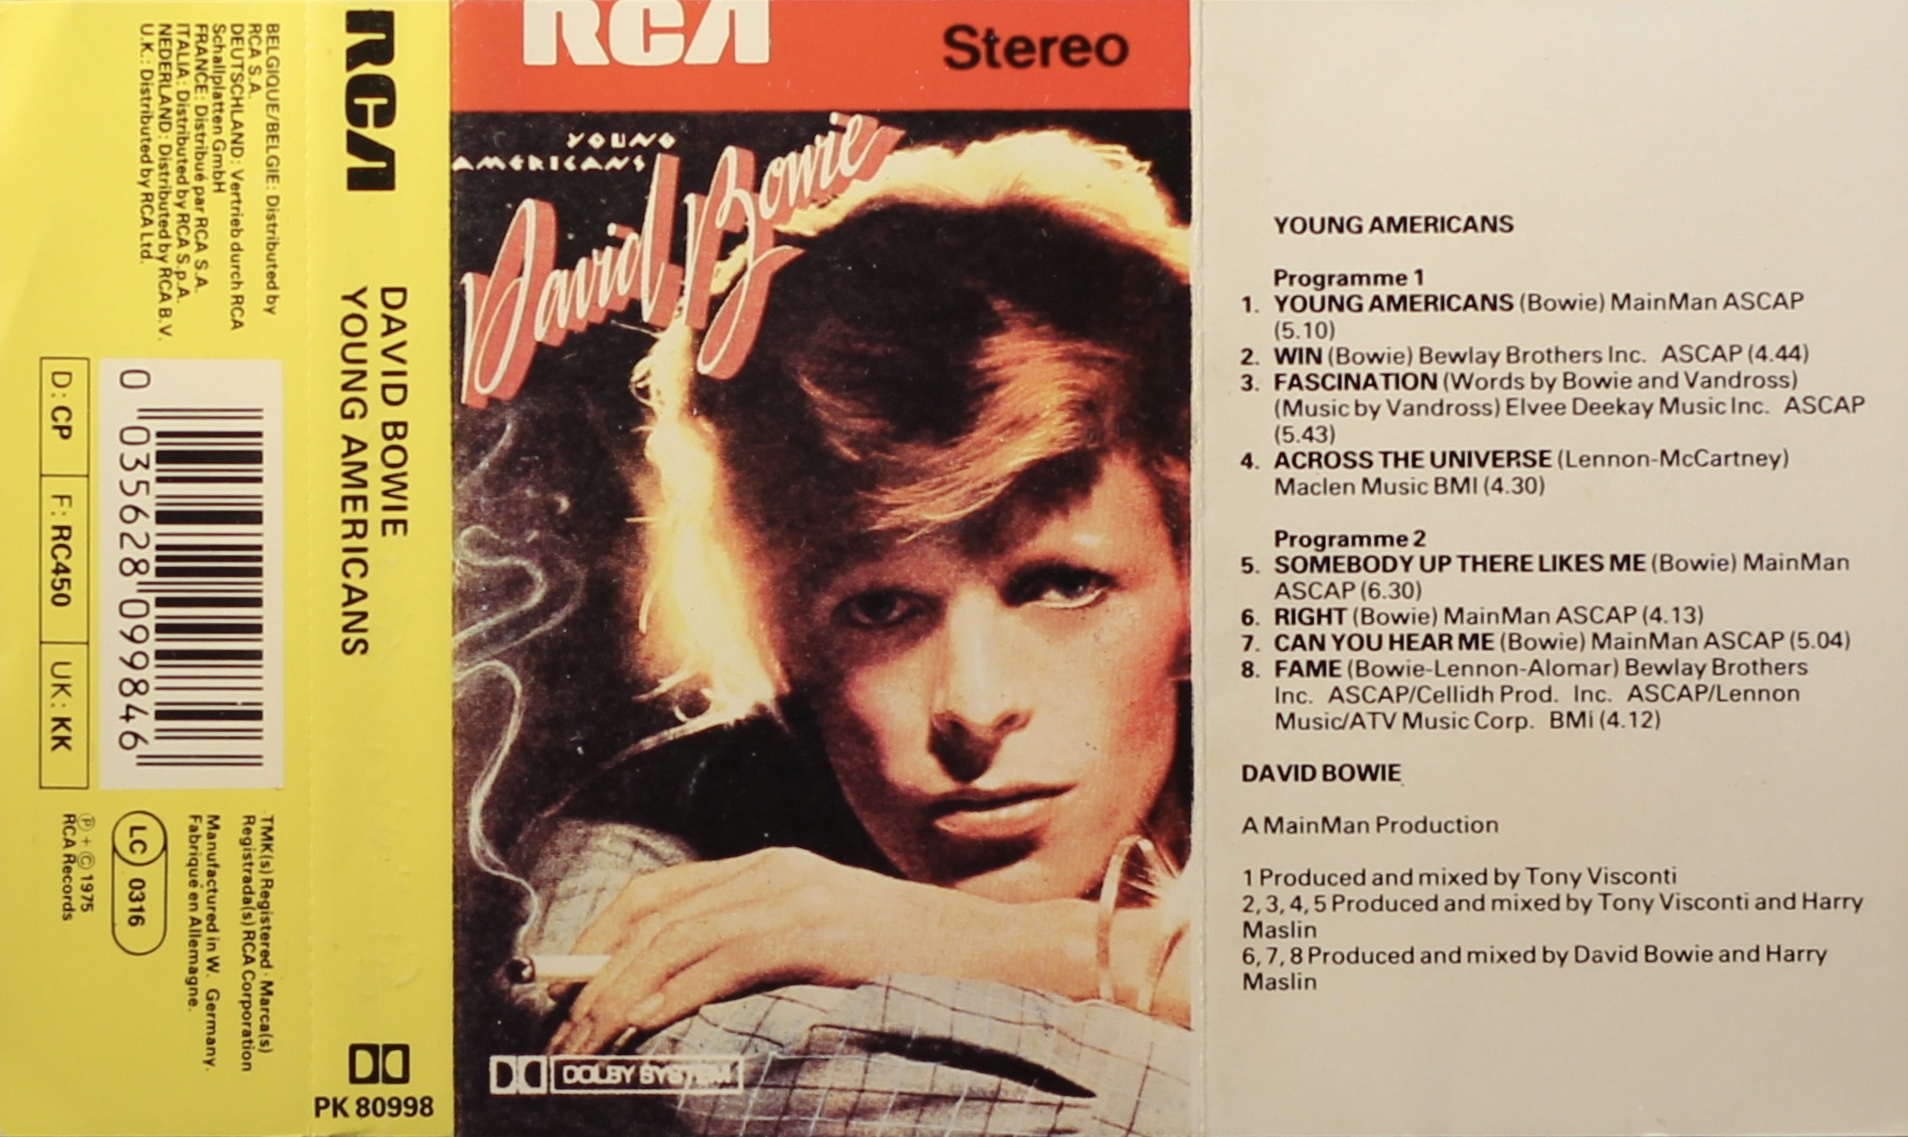 BELGIQUE/BELGIE: Distributed by
RCA S.A.
DEUTSCHLAND: Vertrieb durch RCA
Schallplatten GmbH
FRANCE: Distribué par RCA S.A.
ITALIA: Distributed by RCA S.p.A.
NEDERLAND: Distributed by RCA B.V.
U.K.: Distributed by RCA Ltd.
0 035628 099846
D: CP
F: RC450
UK: KK
TMK(s) Registered · Marca(s)
Registrada(s) RCA Corporation
Manufactured in W. Germany.
Fabriqué en Allemagne.
LC 0316
Ⓟ + © 1975
RCA Records
RCA
DAVID BOWIE
YOUNG AMERICANS
PK 80998
RCA
Stereo
YOUNG
AMERICANS
David Bowie
DOLBY SYSTEM
YOUNG AMERICANS
Programme 1
1. YOUNG AMERICANS (Bowie) MainMan ASCAP
(5.10)
2. WIN (Bowie) Bewlay Brothers Inc. ASCAP (4.44)
3. FASCINATION (Words by Bowie and Vandross)
(Music by Vandross) Elvee Deekay Music Inc. ASCAP
(5.43)
4. ACROSS THE UNIVERSE (Lennon-McCartney)
Maclen Music BMI (4.30)
Programme 2
5. SOMEBODY UP THERE LIKES ME (Bowie) MainMan
ASCAP (6.30)
6. RIGHT (Bowie) MainMan ASCAP (4.13)
7. CAN YOU HEAR ME (Bowie) MainMan ASCAP (5.04)
8. FAME (Bowie-Lennon-Alomar) Bewlay Brothers
Inc. ASCAP/Cellidh Prod. Inc. ASCAP/Lennon
Music/ATV Music Corp. BMI (4.12)
DAVID BOWIE
A MainMan Production
1 Produced and mixed by Tony Visconti
2, 3, 4, 5 Produced and mixed by Tony Visconti and Harry
Maslin
6, 7, 8 Produced and mixed by David Bowie and Harry
Maslin